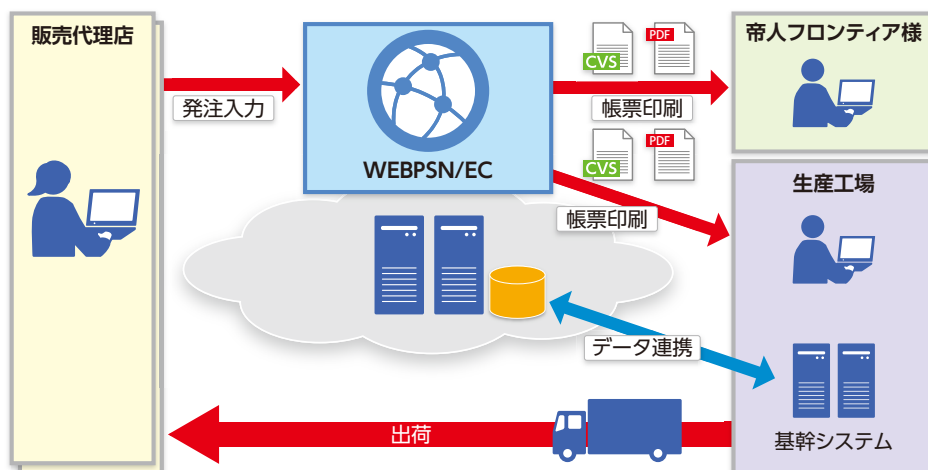 販売代理店
発注入力
WEBPSN/EC
CVS
PDF
帳票印刷
帝人フロンティア様
CVS
PDF
帳票印刷
生産工場
データ連携
基幹システム
出荷